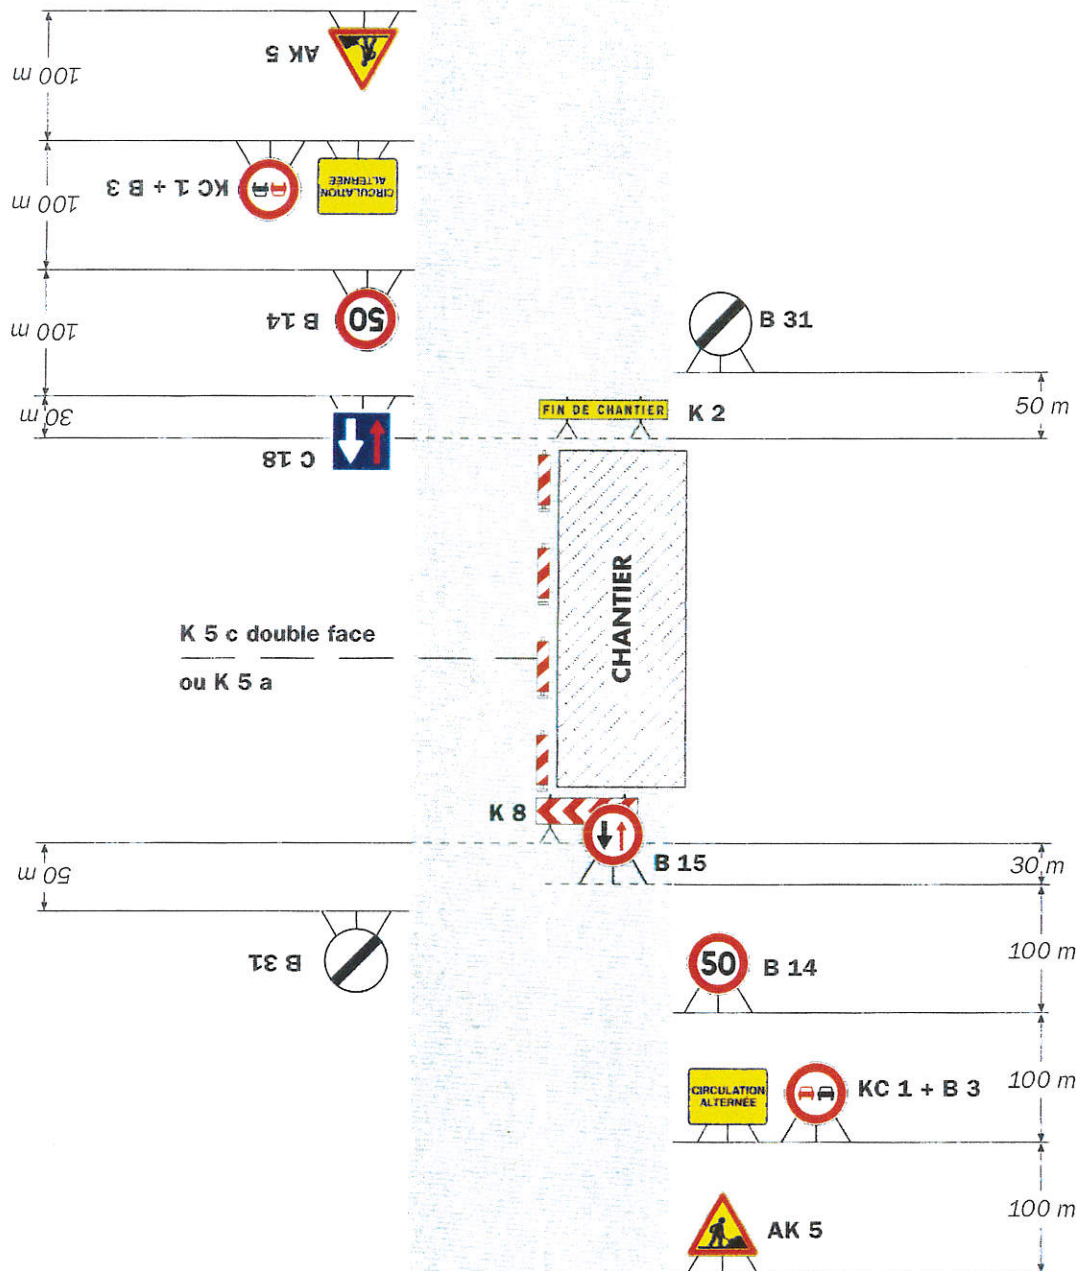 AK 5
100 m
KC 1 + B 3
CIRCULATION
ALTERNÉE
100 m
B 14
50
100 m
B 31
50 m
FIN DE CHANTIER
K 2
30 m
C 18
CHANTIER
K 5 c double face
ou K 5 a
K 8
B 15
30 m
50 m
B 31
50
B 14
100 m
CIRCULATION
ALTERNÉE
KC 1 + B 3
100 m
AK 5
100 m